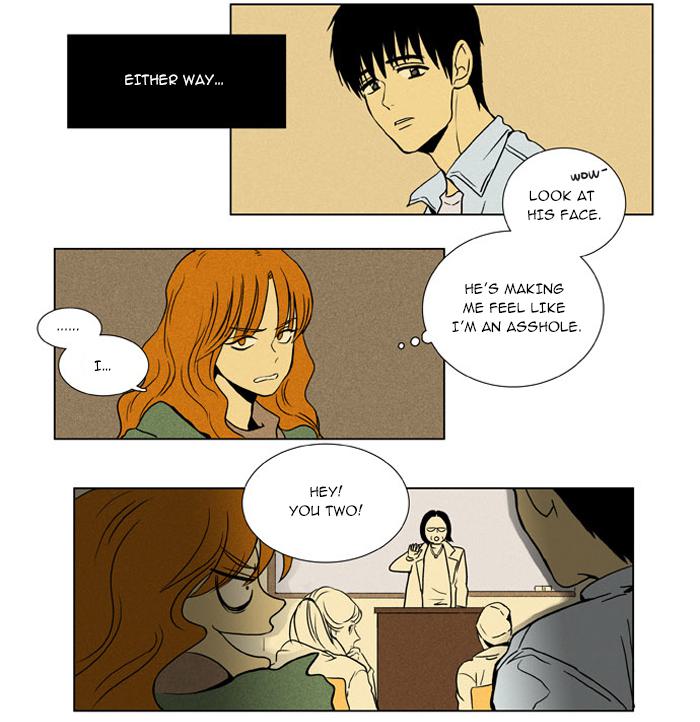 EITHER WAY...
WOW-
LOOK AT
HIS FACE.
HE'S MAKING
ME FEEL LIKE
I'M AN ASSHOLE.
......
I...
HEY!
YOU TWO!